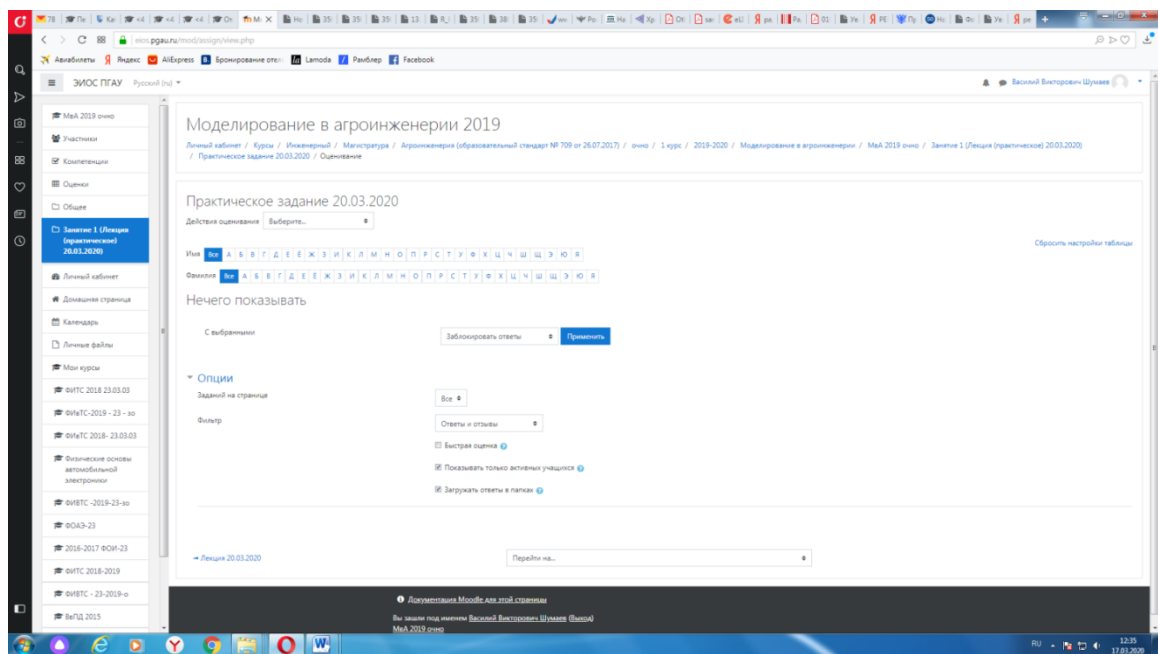 eios.pgau.ru/mod/assign/view.php
Авиабилеты Яндекс AliExpress Lamoda Рамблер Facebook
ЭИОС ПГАУ Русский (ru)
Василий Викторович Шумаев
МвА 2019 очно
Участники
Компетенции
Оценки
Общее
Занятие 1 (Лекция
(практическое)
20.03.2020)
Личный кабинет
Домашняя страница
Календарь
Личные файлы
Мои курсы
ФИТС 2018 23.03.03
ФИеТС-2019 - 23 - зо
ФИеТС 2018- 23.03.03
Физические основы
автомобильной
электроники
ФИВТС -2019-23-зо
ФОАЭ-23
2016-2017 ФОИ-23
ФИТС 2018-2019
ФИВТС - 23-2019-о
ВеПД 2015
Моделирование в агроинженерии 2019
Личный кабинет / Курсы / Инженерный / Магистратура / Агроинженерия (образовательный стандарт № 709 от 26.07.2017) / очно / 1 курс / 2019-2020 / Моделирование в агроинженерии / МвА 2019 очно / Занятие 1 (Лекция (практическое) 20.03.2020)
/ Практическое задание 20.03.2020 / Оценивание
Практическое задание 20.03.2020
Действия оценивания Выберите...
Сбросить настройки таблицы
Имя Все А Б В Г Д Е Ё Ж З И К Л М Н О П Р С Т У Ф Х Ц Ч Ш Щ Э Ю Я
Фамилия Все А Б В Г Д Е Ё Ж З И К Л М Н О П Р С Т У Ф Х Ц Ч Ш Щ Э Ю Я
Нечего показывать
С выбранными Заблокировать ответы Применить
Опции
Заданий на странице Все
Фильтр Ответы и отзывы
Быстрая оценка
Показывать только активных учащихся
Загружать ответы в папках
→ Лекция 20.03.2020 Перейти на...
Документация Moodle для этой страницы
Вы зашли под именем Василий Викторович Шумаев (Выход)
МвА 2019 очно
RU 12:35
17.03.2020